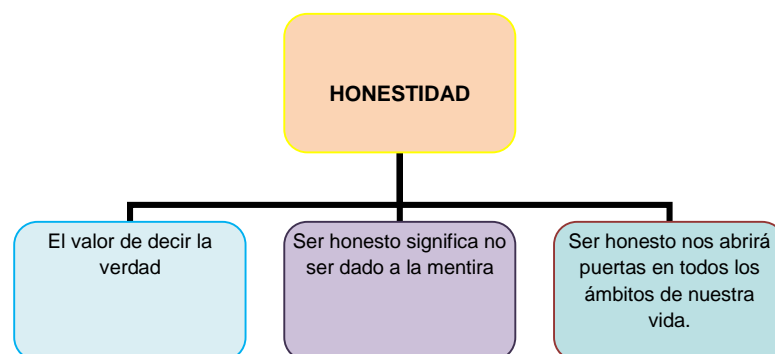 HONESTIDAD
El valor de decir la
verdad
Ser honesto significa no
ser dado a la mentira
Ser honesto nos abrirá
puertas en todos los
ámbitos de nuestra
vida.